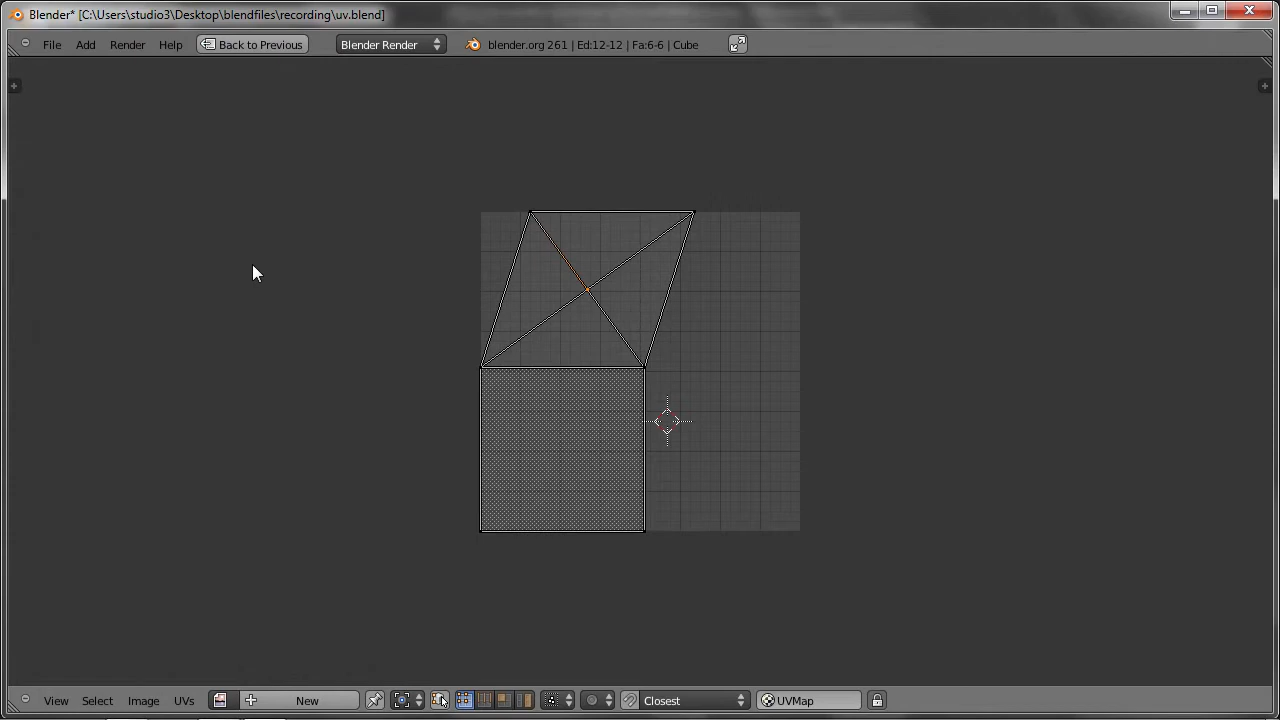 Blender* [C:\Users\studio3\Desktop\blendfiles\recording\uv.blend]
File Add Render Help Back to Previous Blender Render blender.org 261 | Ed:12-12 | Fa:6-6 | Cube
View Select Image UVs New Closest UVMap